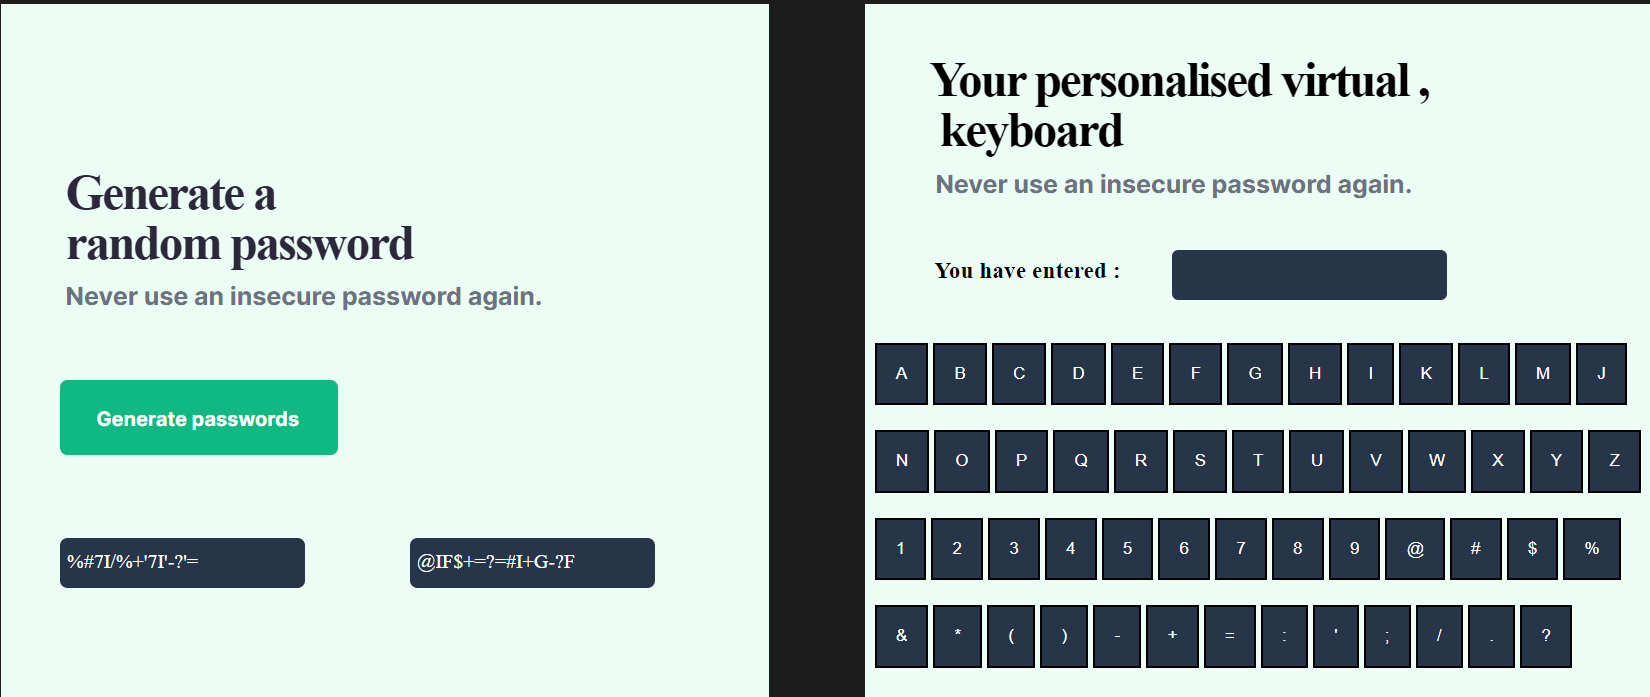 Generate a
random password
Never use an insecure password again.
Generate passwords
%#7I/%+'7I'-?'=
@IF$+=?=#I+G-?F
Your personalised virtual ,
keyboard
Never use an insecure password again.
You have entered :
A B C D E F G H I K L M J
N O P Q R S T U V W X Y Z
1 2 3 4 5 6 7 8 9 @ # $ %
& * ( ) - + = : ' ; / . ?